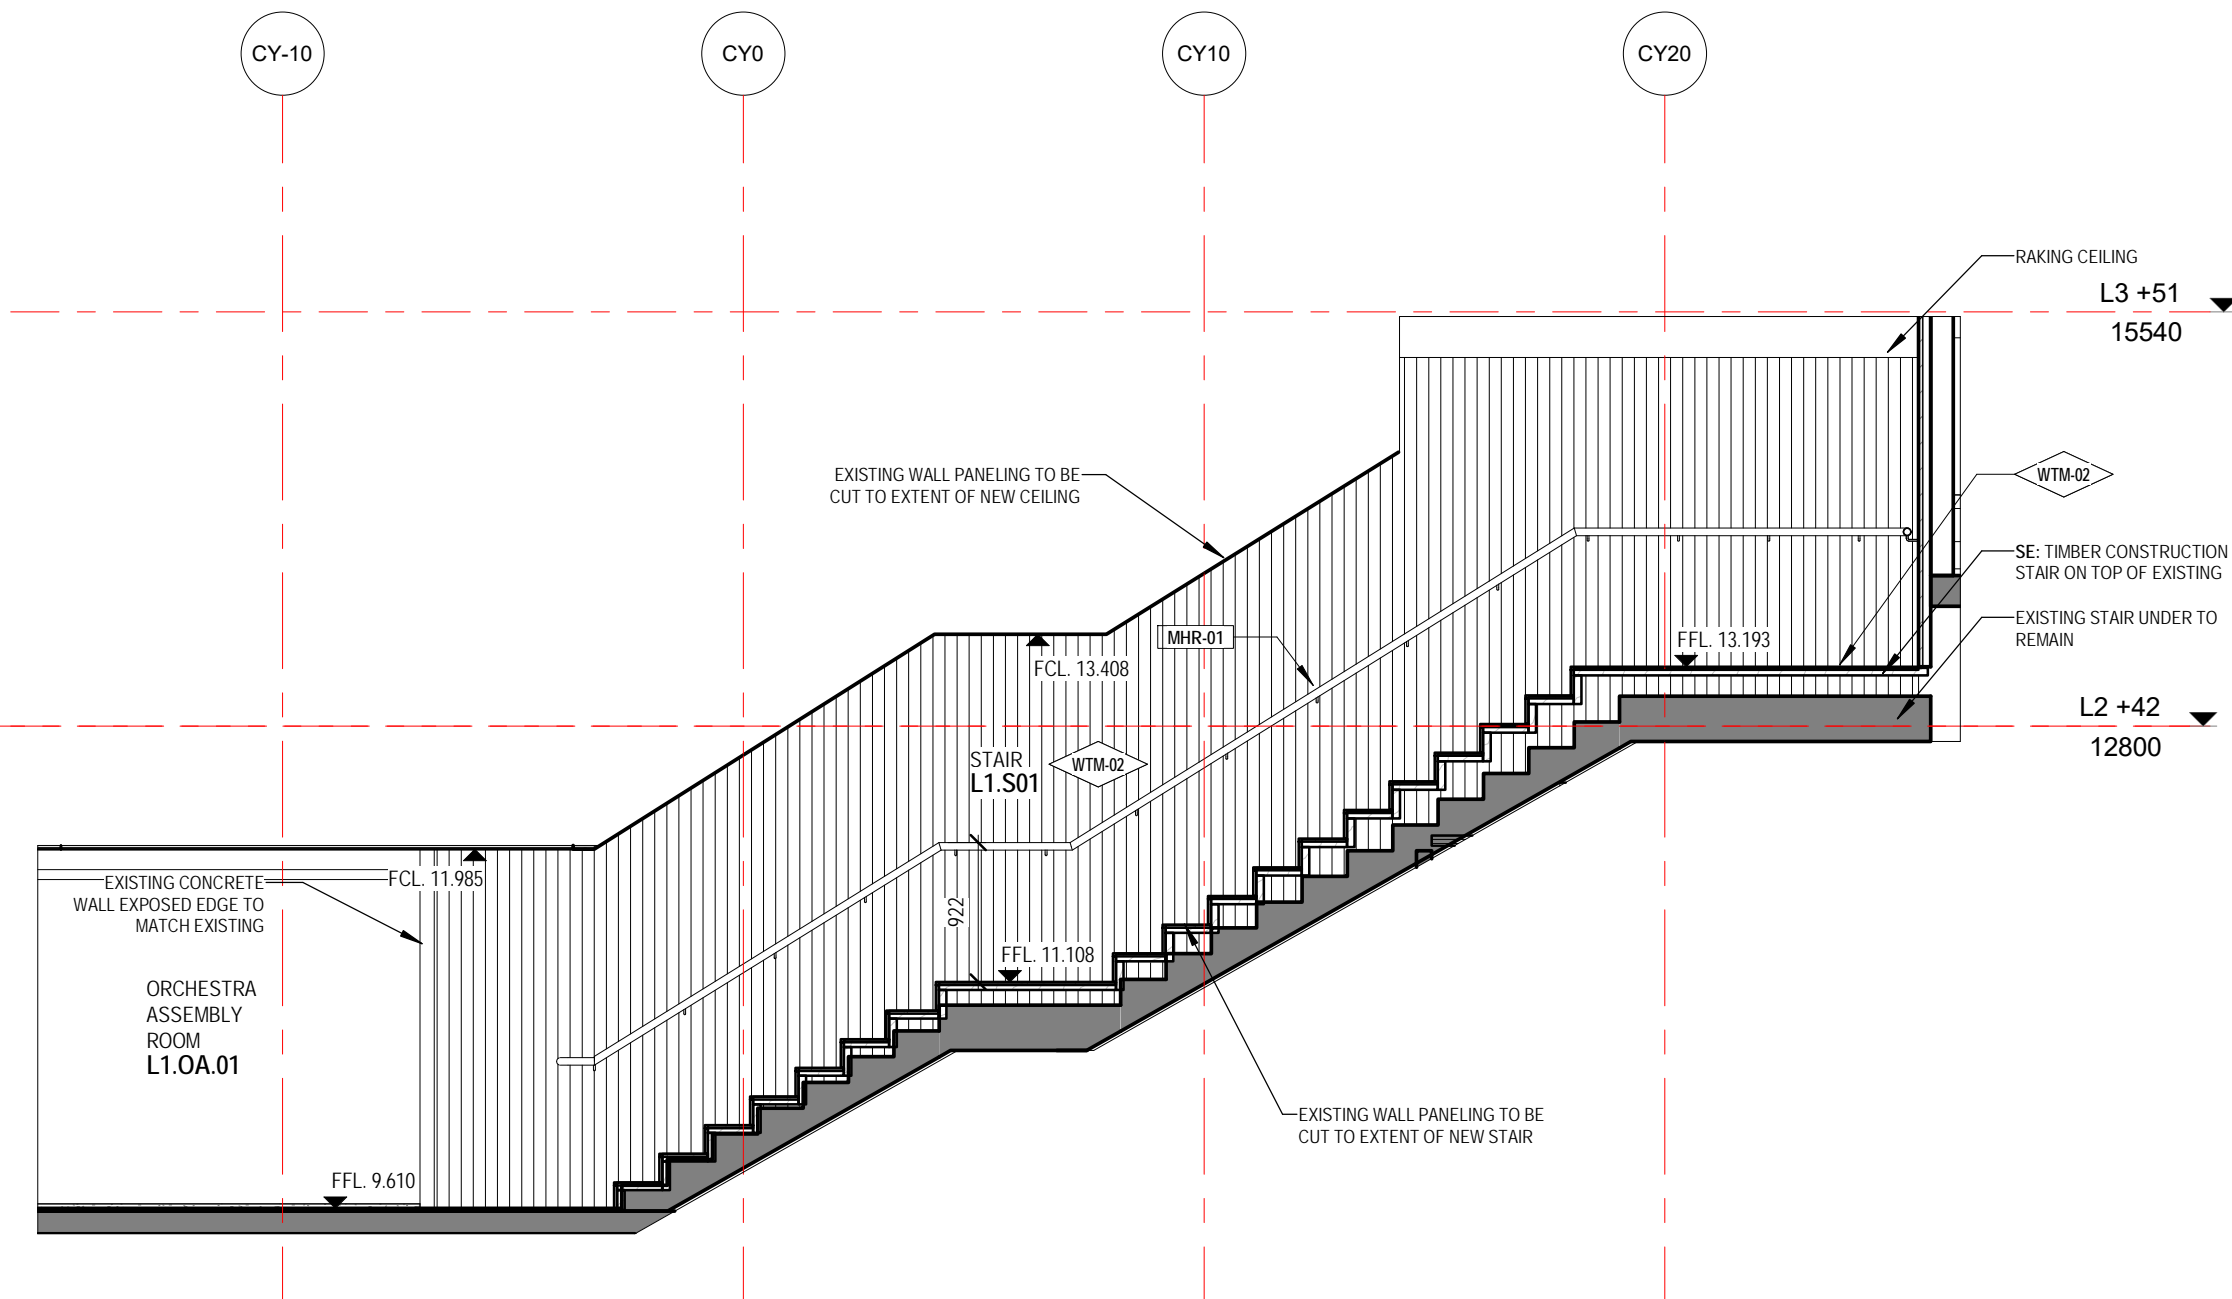 CY-10
CY0
CY10
CY20
RAKING CEILING
L3 +51
15540
EXISTING WALL PANELING TO BE
CUT TO EXTENT OF NEW CEILING
WTM-02
SE: TIMBER CONSTRUCTION
STAIR ON TOP OF EXISTING
EXISTING STAIR UNDER TO
REMAIN
MHR-01
FFL. 13.193
FCL. 13.408
L2 +42
12800
STAIR
L1.S01
WTM-02
FCL. 11.985
EXISTING CONCRETE
WALL EXPOSED EDGE TO
MATCH EXISTING
922
FFL. 11.108
ORCHESTRA
ASSEMBLY
ROOM
L1.OA.01
EXISTING WALL PANELING TO BE
CUT TO EXTENT OF NEW STAIR
FFL. 9.610